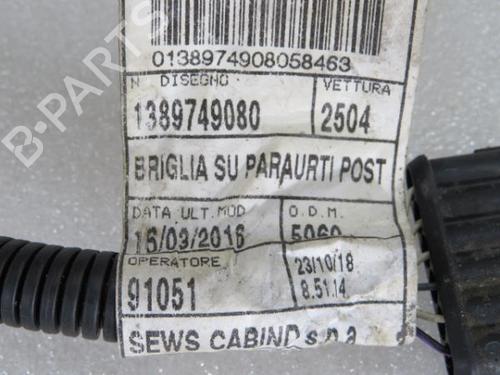 0138974908058463
N. DISEGNO VETTURA
1389749080 2504
BRIGLIA SU PARAURTI POST
DATA ULT.MOD O.D.M.
16/03/2016 5060
OPERATORE 23/10/18
91051 8.51.14
SEWS CABIND s.p.a